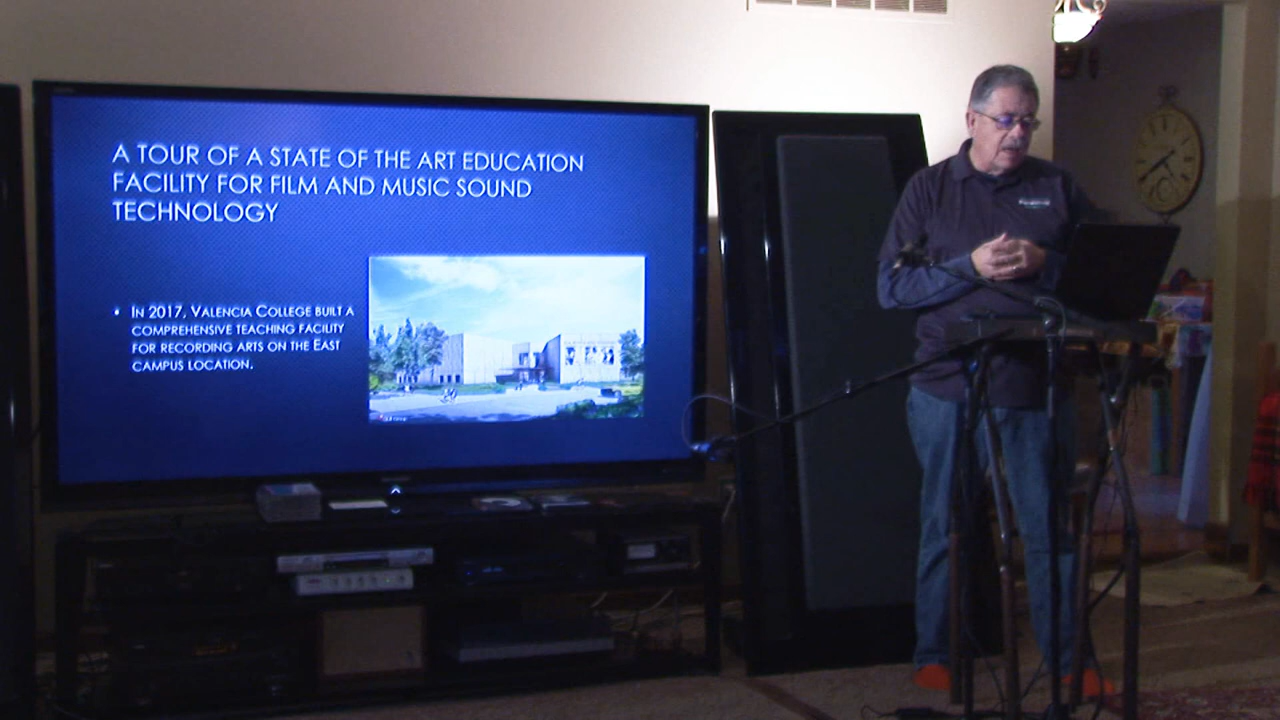 A TOUR OF A STATE OF THE ART EDUCATION
FACILITY FOR FILM AND MUSIC SOUND
TECHNOLOGY
• IN 2017, VALENCIA COLLEGE BUILT A
COMPREHENSIVE TEACHING FACILITY
FOR RECORDING ARTS ON THE EAST
CAMPUS LOCATION.